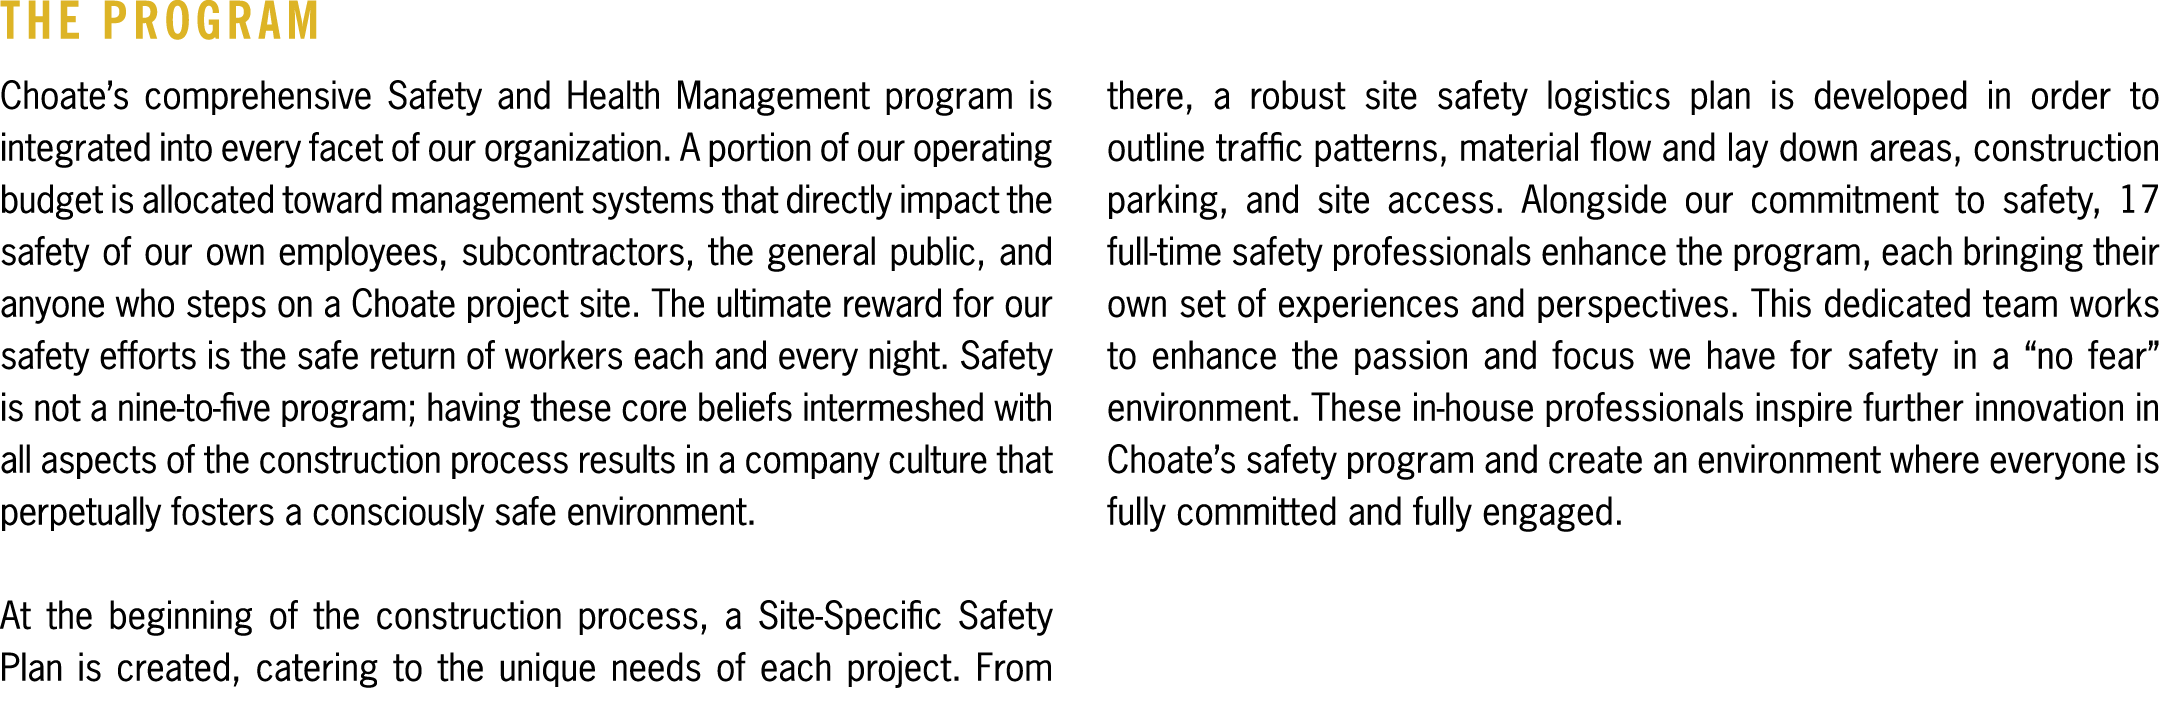 THE PROGRAM
Choate’s comprehensive Safety and Health Management program is
integrated into every facet of our organization. A portion of our operating
budget is allocated toward management systems that directly impact the
safety of our own employees, subcontractors, the general public, and
anyone who steps on a Choate project site. The ultimate reward for our
safety efforts is the safe return of workers each and every night. Safety
is not a nine-to-five program; having these core beliefs intermeshed with
all aspects of the construction process results in a company culture that
perpetually fosters a consciously safe environment.
At the beginning of the construction process, a Site-Specific Safety
Plan is created, catering to the unique needs of each project. From
there, a robust site safety logistics plan is developed in order to
outline traffic patterns, material flow and lay down areas, construction
parking, and site access. Alongside our commitment to safety, 17
full-time safety professionals enhance the program, each bringing their
own set of experiences and perspectives. This dedicated team works
to enhance the passion and focus we have for safety in a “no fear”
environment. These in-house professionals inspire further innovation in
Choate’s safety program and create an environment where everyone is
fully committed and fully engaged.